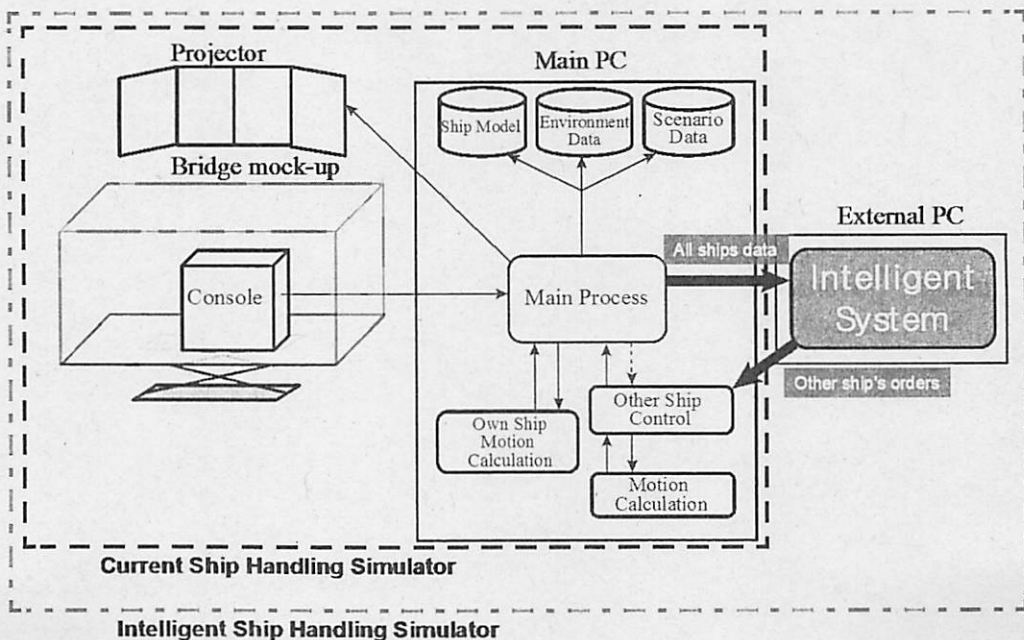 Projector
Main PC
Ship Model
Environment
Data
Scenario
Data
Bridge mock-up
External PC
All ships data
Intelligent
System
Console
Main Process
Other ship's orders
Other Ship
Control
Own Ship
Motion
Calculation
Motion
Calculation
Current Ship Handling Simulator
Intelligent Ship Handling Simulator